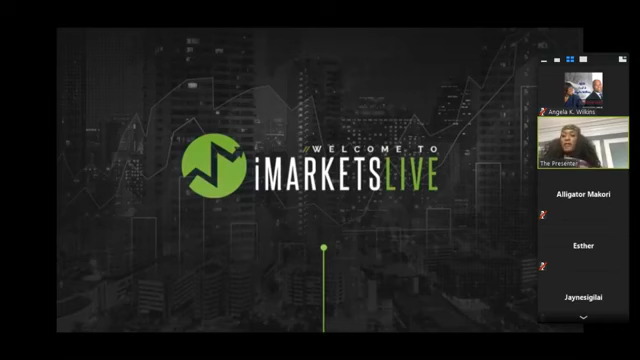 WELCOME TO
iMARKETSLIVE
Angela K. Wilkins
The Presenter
Alligator Makori
Esther
Jaynesigilai